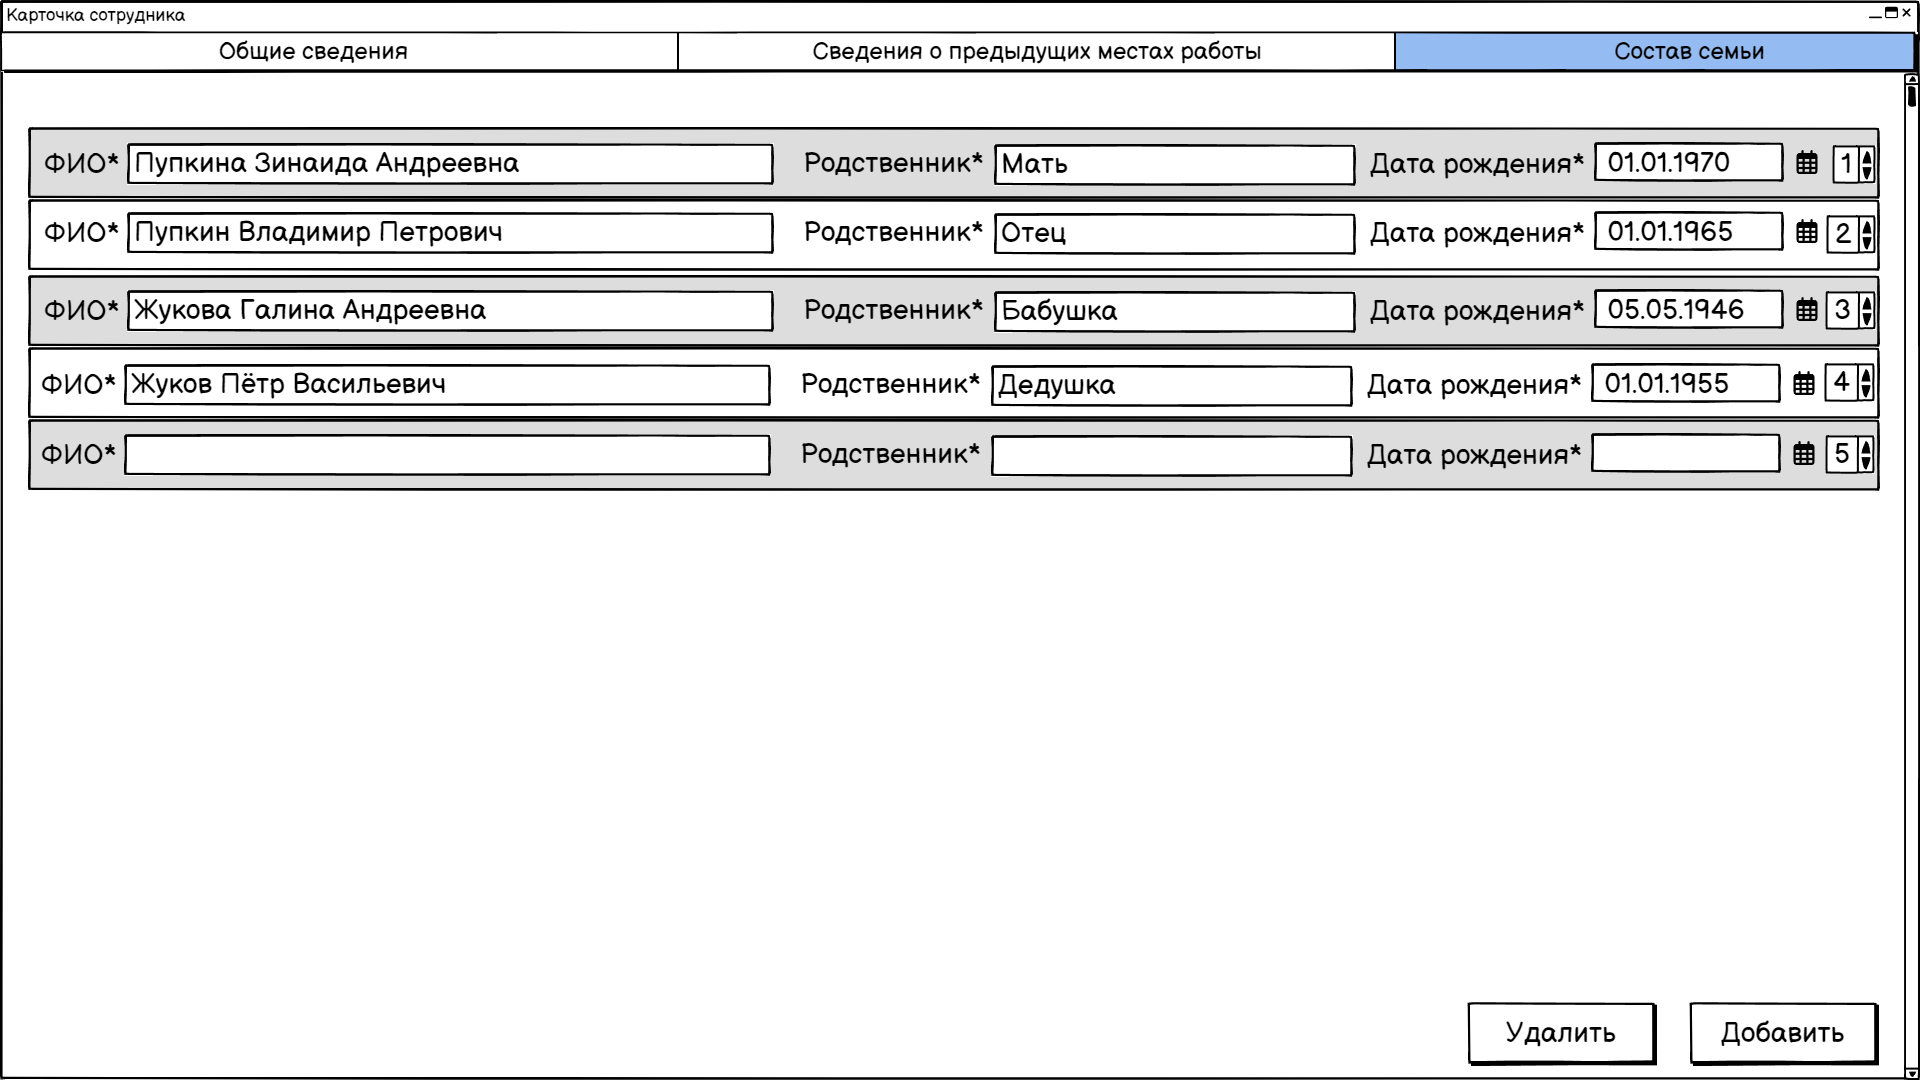 Карточка сотрудника
Общие сведения Сведения о предыдущих местах работы Состав семьи
ФИО* Пупкина Зинаида Андреевна Родственник* Мать Дата рождения* 01.01.1970 1
ФИО* Пупкин Владимир Петрович Родственник* Отец Дата рождения* 01.01.1965 2
ФИО* Жукова Галина Андреевна Родственник* Бабушка Дата рождения* 05.05.1946 3
ФИО* Жуков Пётр Васильевич Родственник* Дедушка Дата рождения* 01.01.1955 4
ФИО* Родственник* Дата рождения* 5
Удалить Добавить